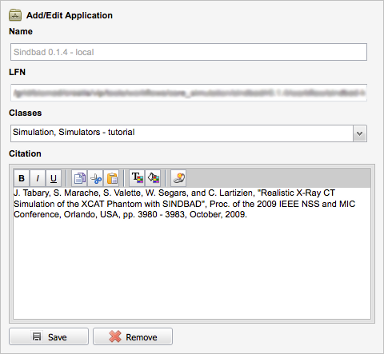 Add/Edit Application
Name
Sindbad 0.1.4 - local
LFN
Classes
Simulation, Simulators - tutorial
Citation
B I U T
J. Tabary, S. Marache, S. Valette, W. Segars, and C. Lartizien, "Realistic X-Ray CT
Simulation of the XCAT Phantom with SINDBAD", Proc. of the 2009 IEEE NSS and MIC
Conference, Orlando, USA, pp. 3980 - 3983, October, 2009.
Save Remove